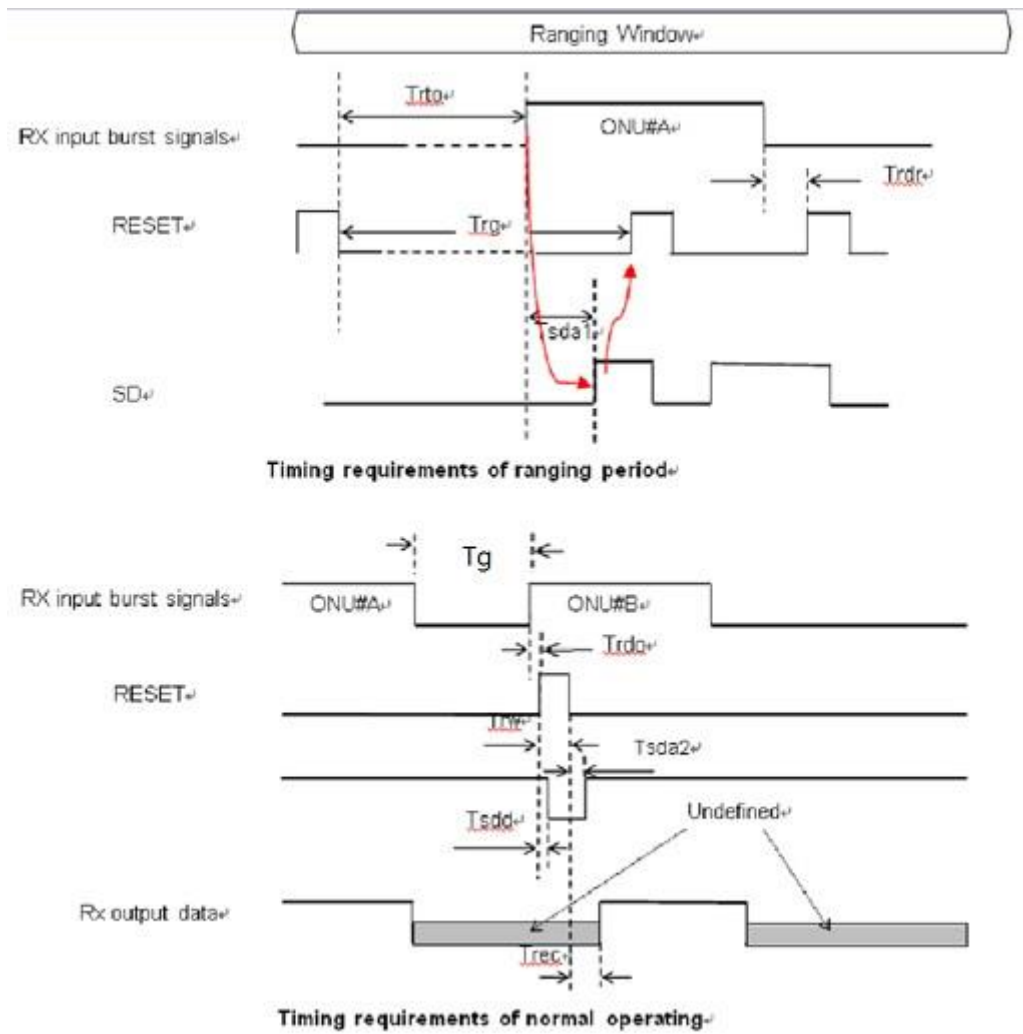 Ranging Window
Trto
RX input burst signals
ONU#A
Trdr
RESET
Trg
Tsda1
SD
Timing requirements of ranging period
Tg
RX input burst signals
ONU#A
ONU#B
Trdo
RESET
Trw
Tsda2
Tsdd
Undefined
Rx output data
Trec
Timing requirements of normal operating